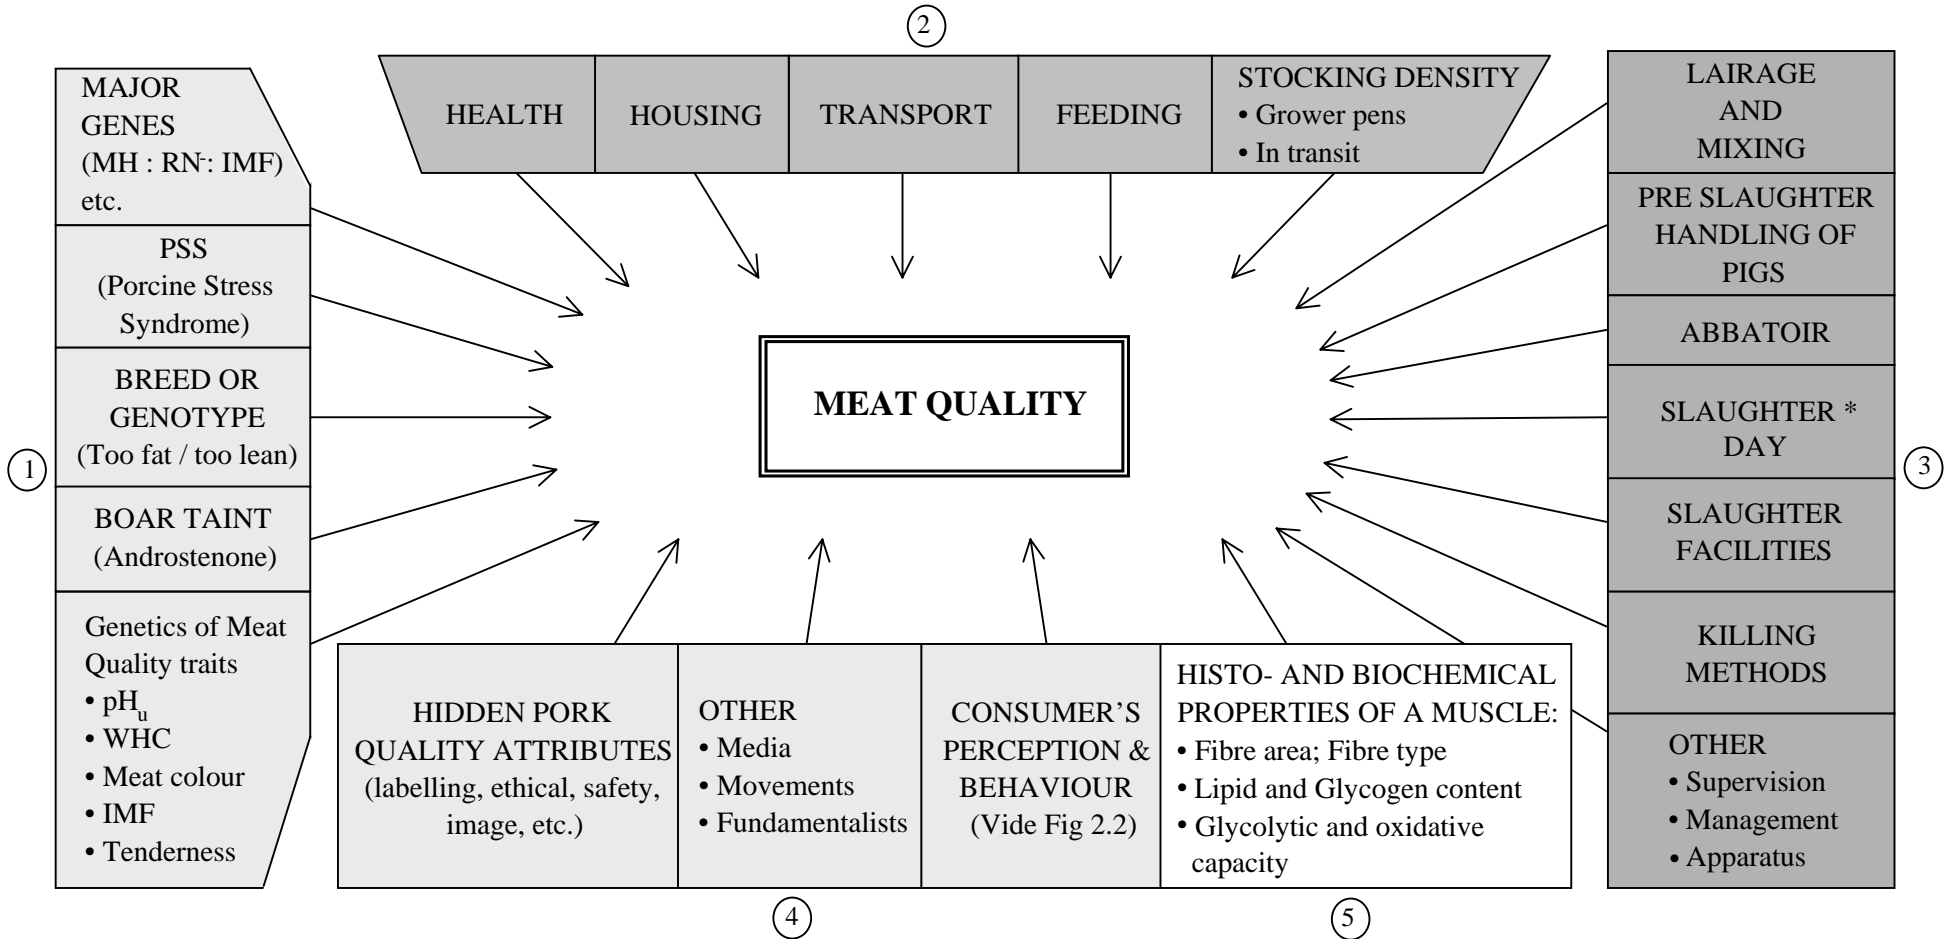 2
MAJOR
GENES
(MH : RN-: IMF)
etc.
PSS
(Porcine Stress
Syndrome)
BREED OR
GENOTYPE
(Too fat / too lean)
1
BOAR TAINT
(Androstenone)
Genetics of Meat
Quality traits
• pHu
• WHC
• Meat colour
• IMF
• Tenderness
HEALTH
HOUSING
TRANSPORT
FEEDING
STOCKING DENSITY
• Grower pens
• In transit
MEAT QUALITY
LAIRAGE
AND
MIXING
PRE SLAUGHTER
HANDLING OF
PIGS
ABBATOIR
SLAUGHTER *
DAY
3
SLAUGHTER
FACILITIES
KILLING
METHODS
OTHER
• Supervision
• Management
• Apparatus
HIDDEN PORK
QUALITY ATTRIBUTES
(labelling, ethical, safety,
image, etc.)
OTHER
• Media
• Movements
• Fundamentalists
CONSUMER'S
PERCEPTION &
BEHAVIOUR
(Vide Fig 2.2)
HISTO- AND BIOCHEMICAL
PROPERTIES OF A MUSCLE:
• Fibre area; Fibre type
• Lipid and Glycogen content
• Glycolytic and oxidative
capacity
4
5